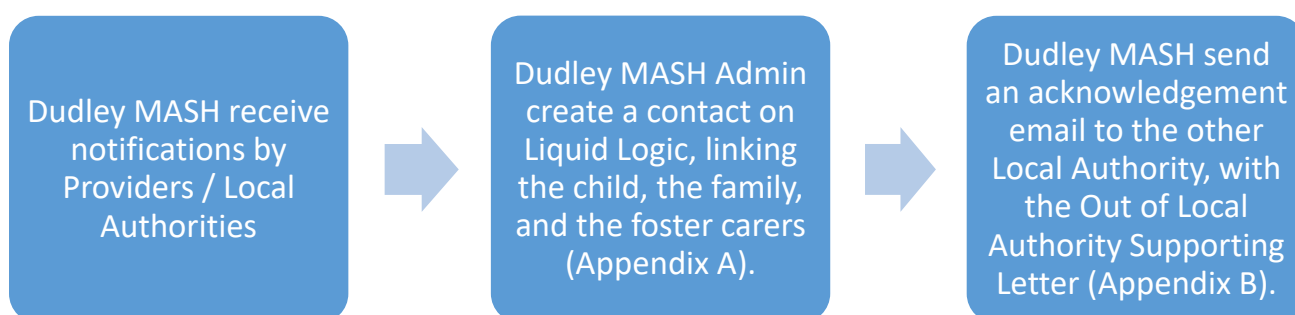 Dudley MASH receive
notifications by
Providers / Local
Authorities
Dudley MASH Admin
create a contact on
Liquid Logic, linking
the child, the family,
and the foster carers
(Appendix A).
Dudley MASH send
an acknowledgement
email to the other
Local Authority, with
the Out of Local
Authority Supporting
Letter (Appendix B).